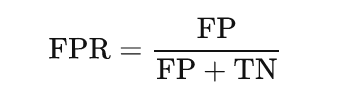 FPR = FP / FP + TN